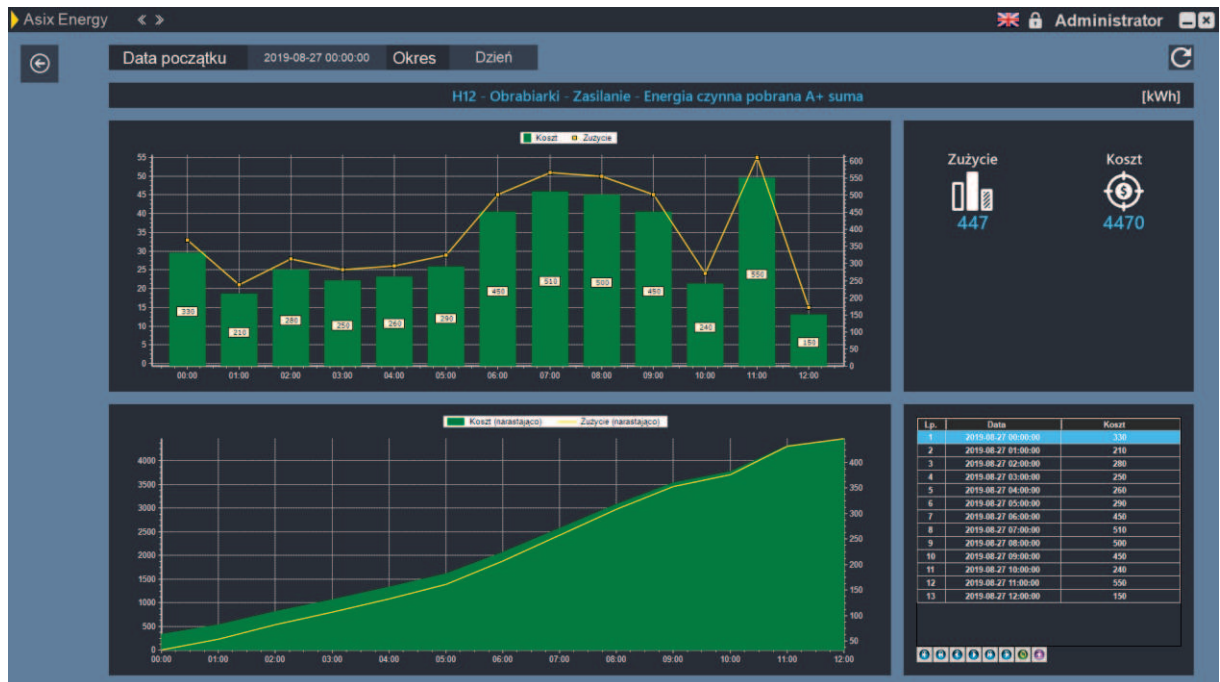 Asix Energy
Administrator
Data początku 2019-08-27 00:00:00 Okres Dzień
H12 - Obrabiarki - Zasilanie - Energia czynna pobrana A+ suma [kWh]
Koszt Zużycie
55
50
45
40
35
30
25
20
15
10
5
0
600
550
500
450
400
350
300
250
200
150
100
50
0
330 210 280 250 260 290 450 510 500 450 240 550 150
00:00 01:00 02:00 03:00 04:00 05:00 06:00 07:00 08:00 09:00 10:00 11:00 12:00
Zużycie Koszt
447 4470
Koszt (narastająco) Zużycie (narastająco)
4000
3500
3000
2500
2000
1500
1000
500
0
400
350
300
250
200
150
100
50
00:00 01:00 02:00 03:00 04:00 05:00 06:00 07:00 08:00 09:00 10:00 11:00 12:00
Lp. Data Koszt
1 2019-08-27 00:00:00 330
2 2019-08-27 01:00:00 210
3 2019-08-27 02:00:00 280
4 2019-08-27 03:00:00 250
5 2019-08-27 04:00:00 260
6 2019-08-27 05:00:00 290
7 2019-08-27 06:00:00 450
8 2019-08-27 07:00:00 510
9 2019-08-27 08:00:00 500
10 2019-08-27 09:00:00 450
11 2019-08-27 10:00:00 240
12 2019-08-27 11:00:00 550
13 2019-08-27 12:00:00 150